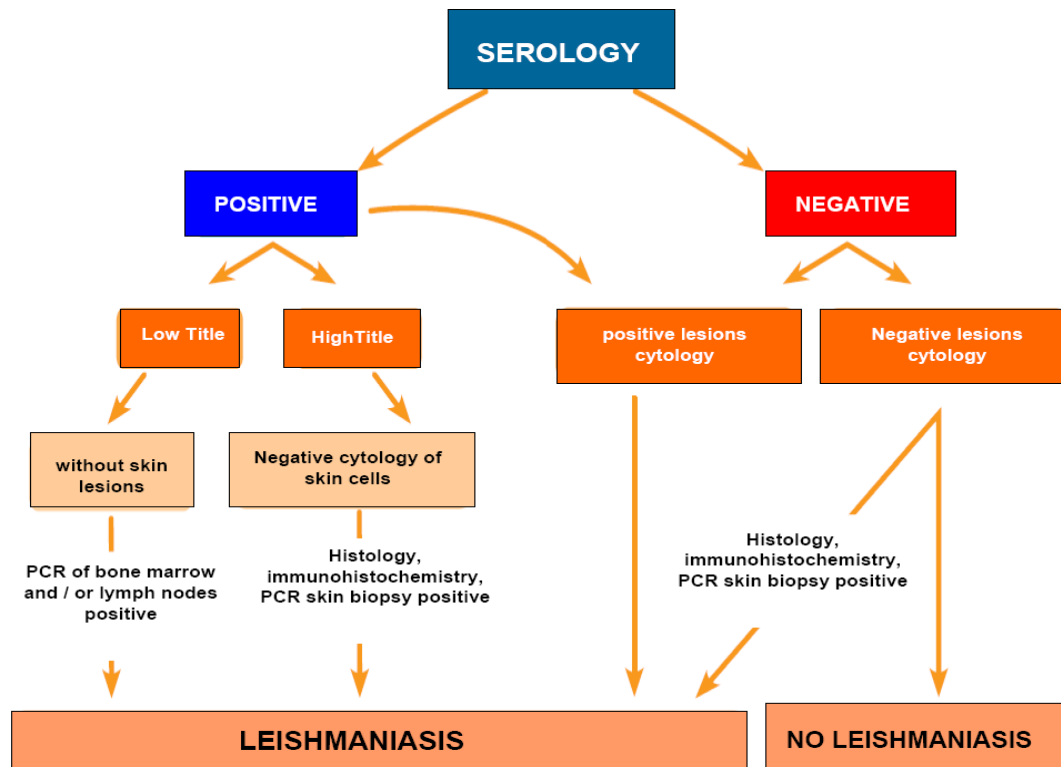 SEROLOGY
POSITIVE
NEGATIVE
Low Title
HighTitle
positive lesions
cytology
Negative lesions
cytology
without skin
lesions
Negative cytology of
skin cells
PCR of bone marrow
and / or lymph nodes
positive
Histology,
immunohistochemistry,
PCR skin biopsy positive
Histology,
immunohistochemistry,
PCR skin biopsy positive
LEISHMANIASIS
NO LEISHMANIASIS